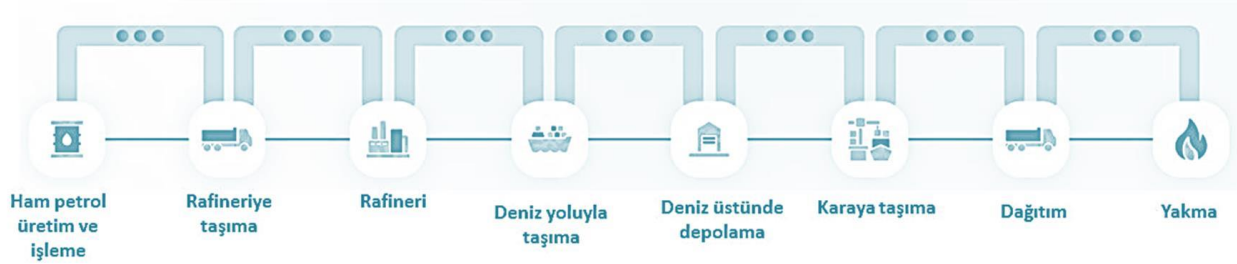 Ham petrol
üretim ve
işleme
Rafineriye
taşıma
Rafineri
Deniz yoluyla
taşıma
Deniz üstünde
depolama
Karaya taşıma
Dağıtım
Yakma